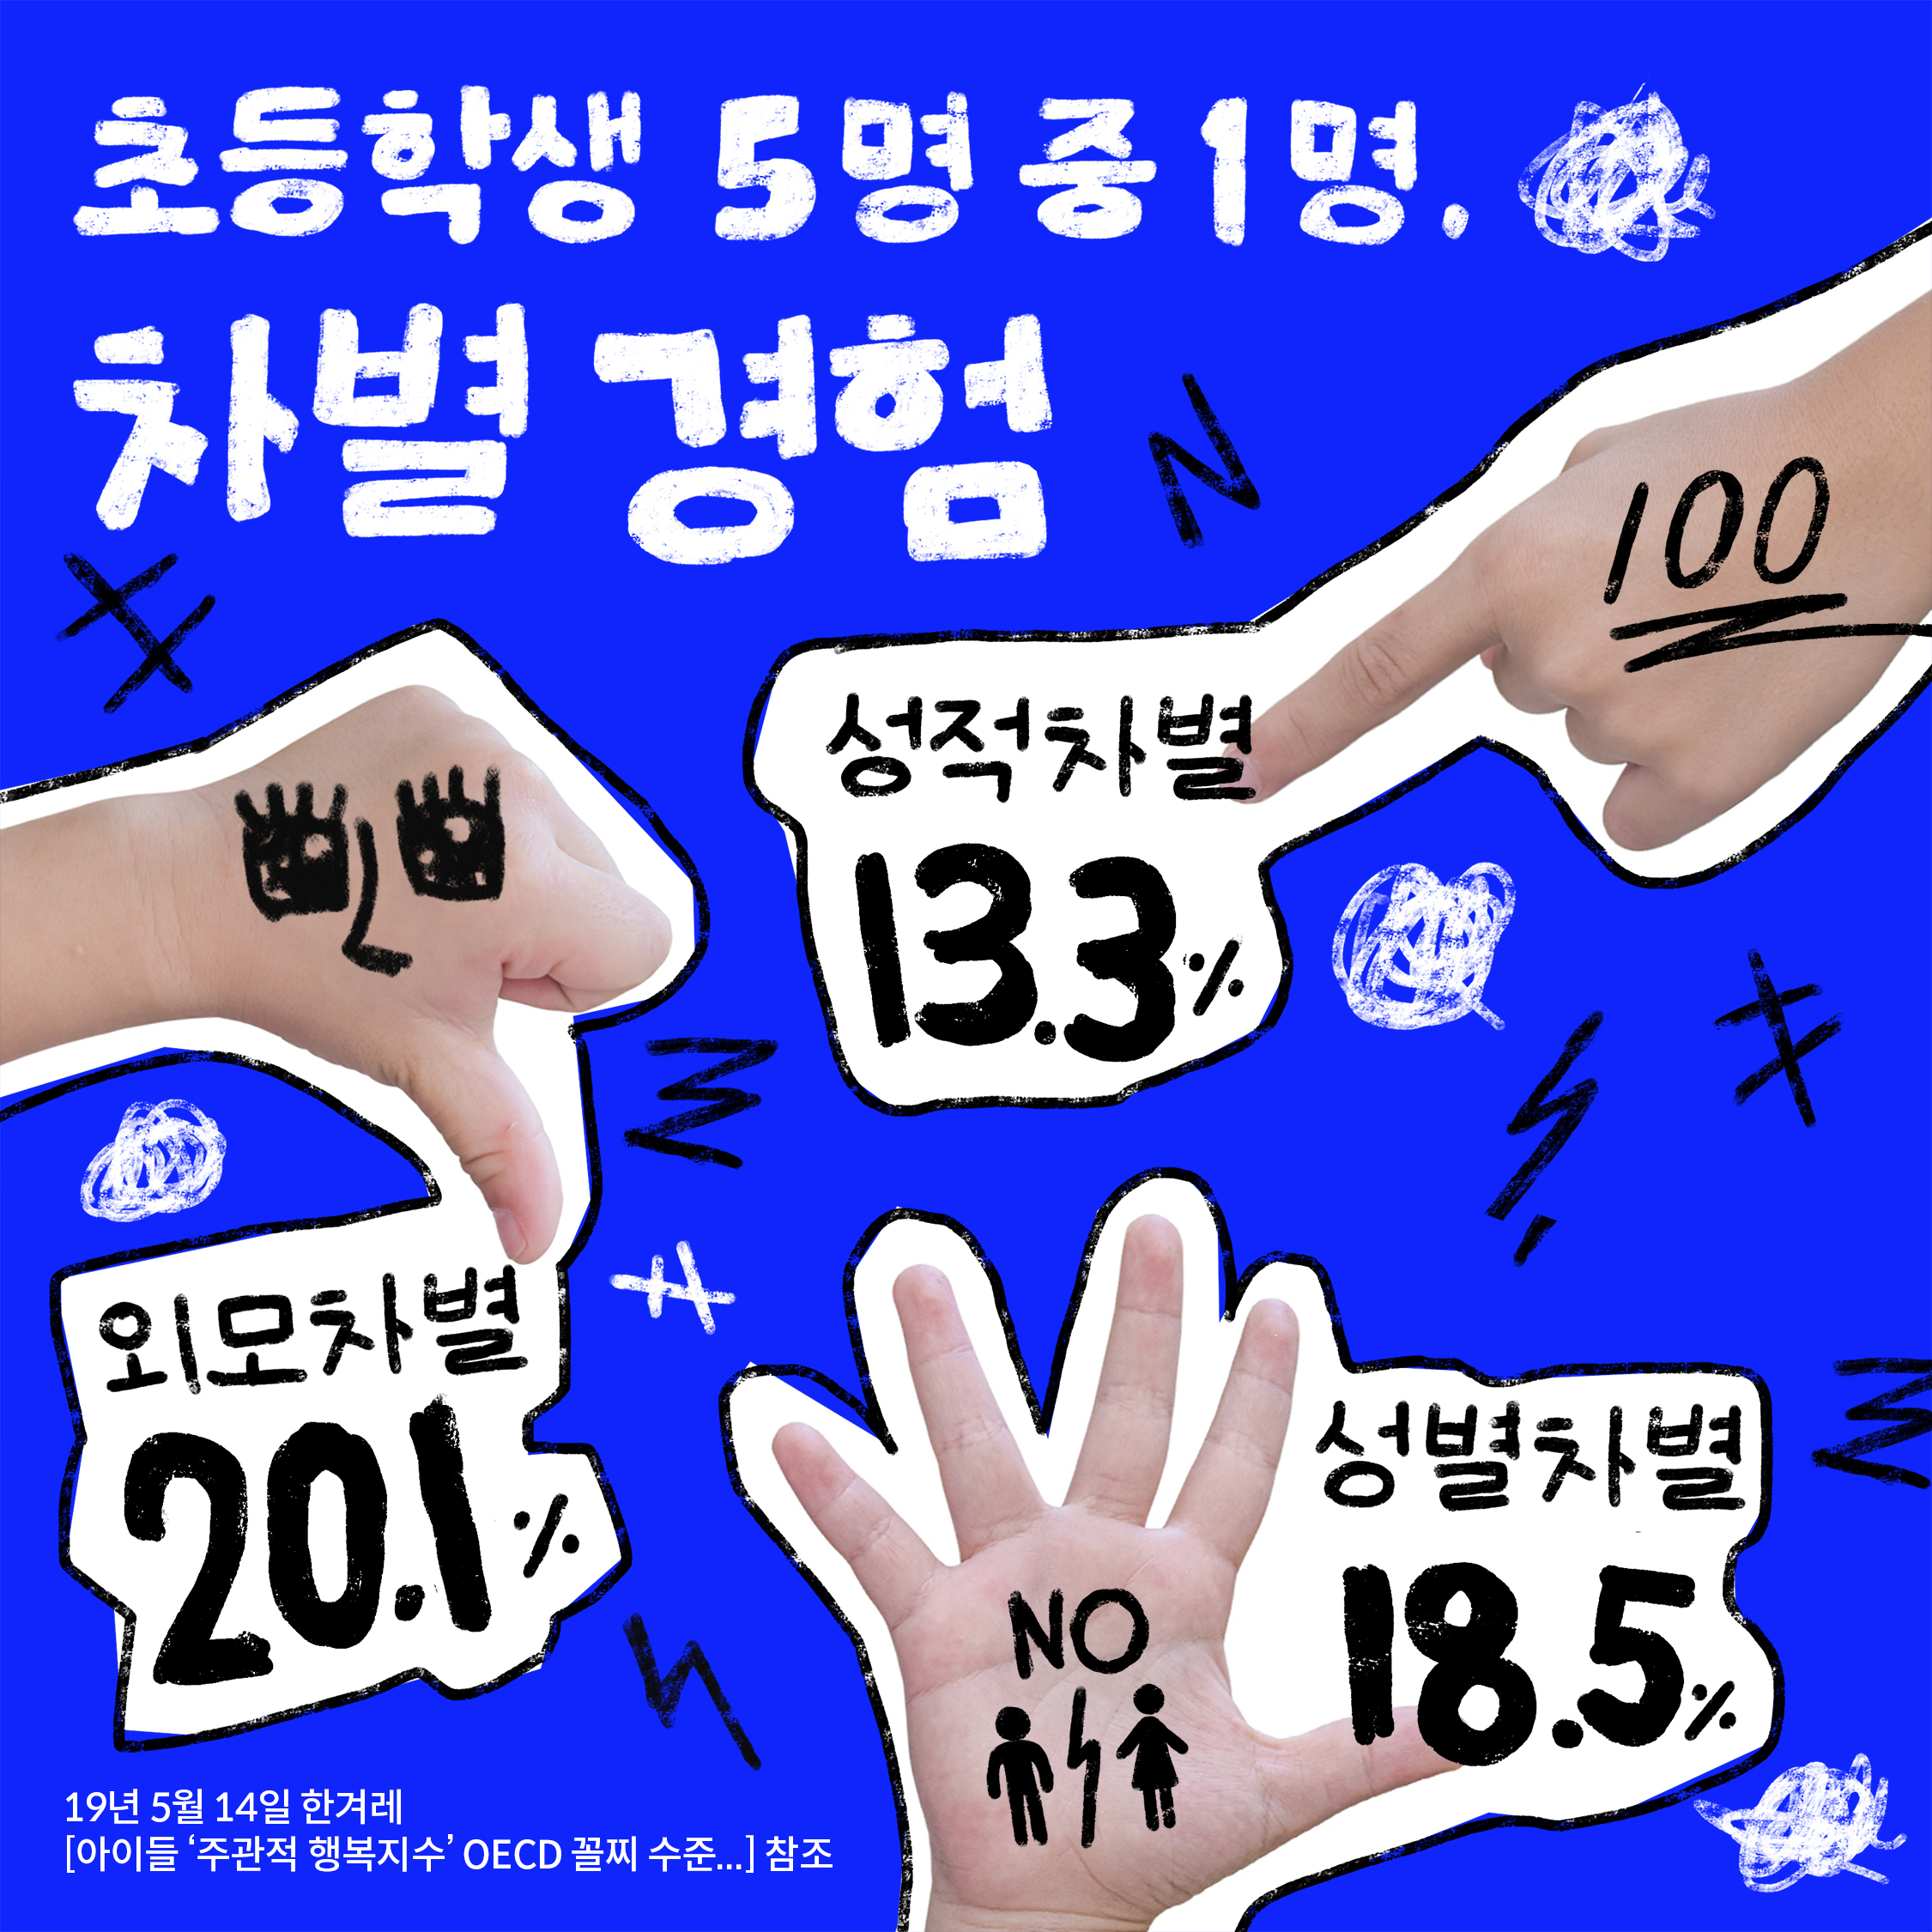 초등학생 5명 중 1명.
차별 경험
100
성적차별
13.3%
외모차별
20.1%
성별차별
18.5%
NO
19년 5월 14일 한겨레
[아이들 ‘주관적 행복지수’ OECD 꼴찌 수준...] 참조